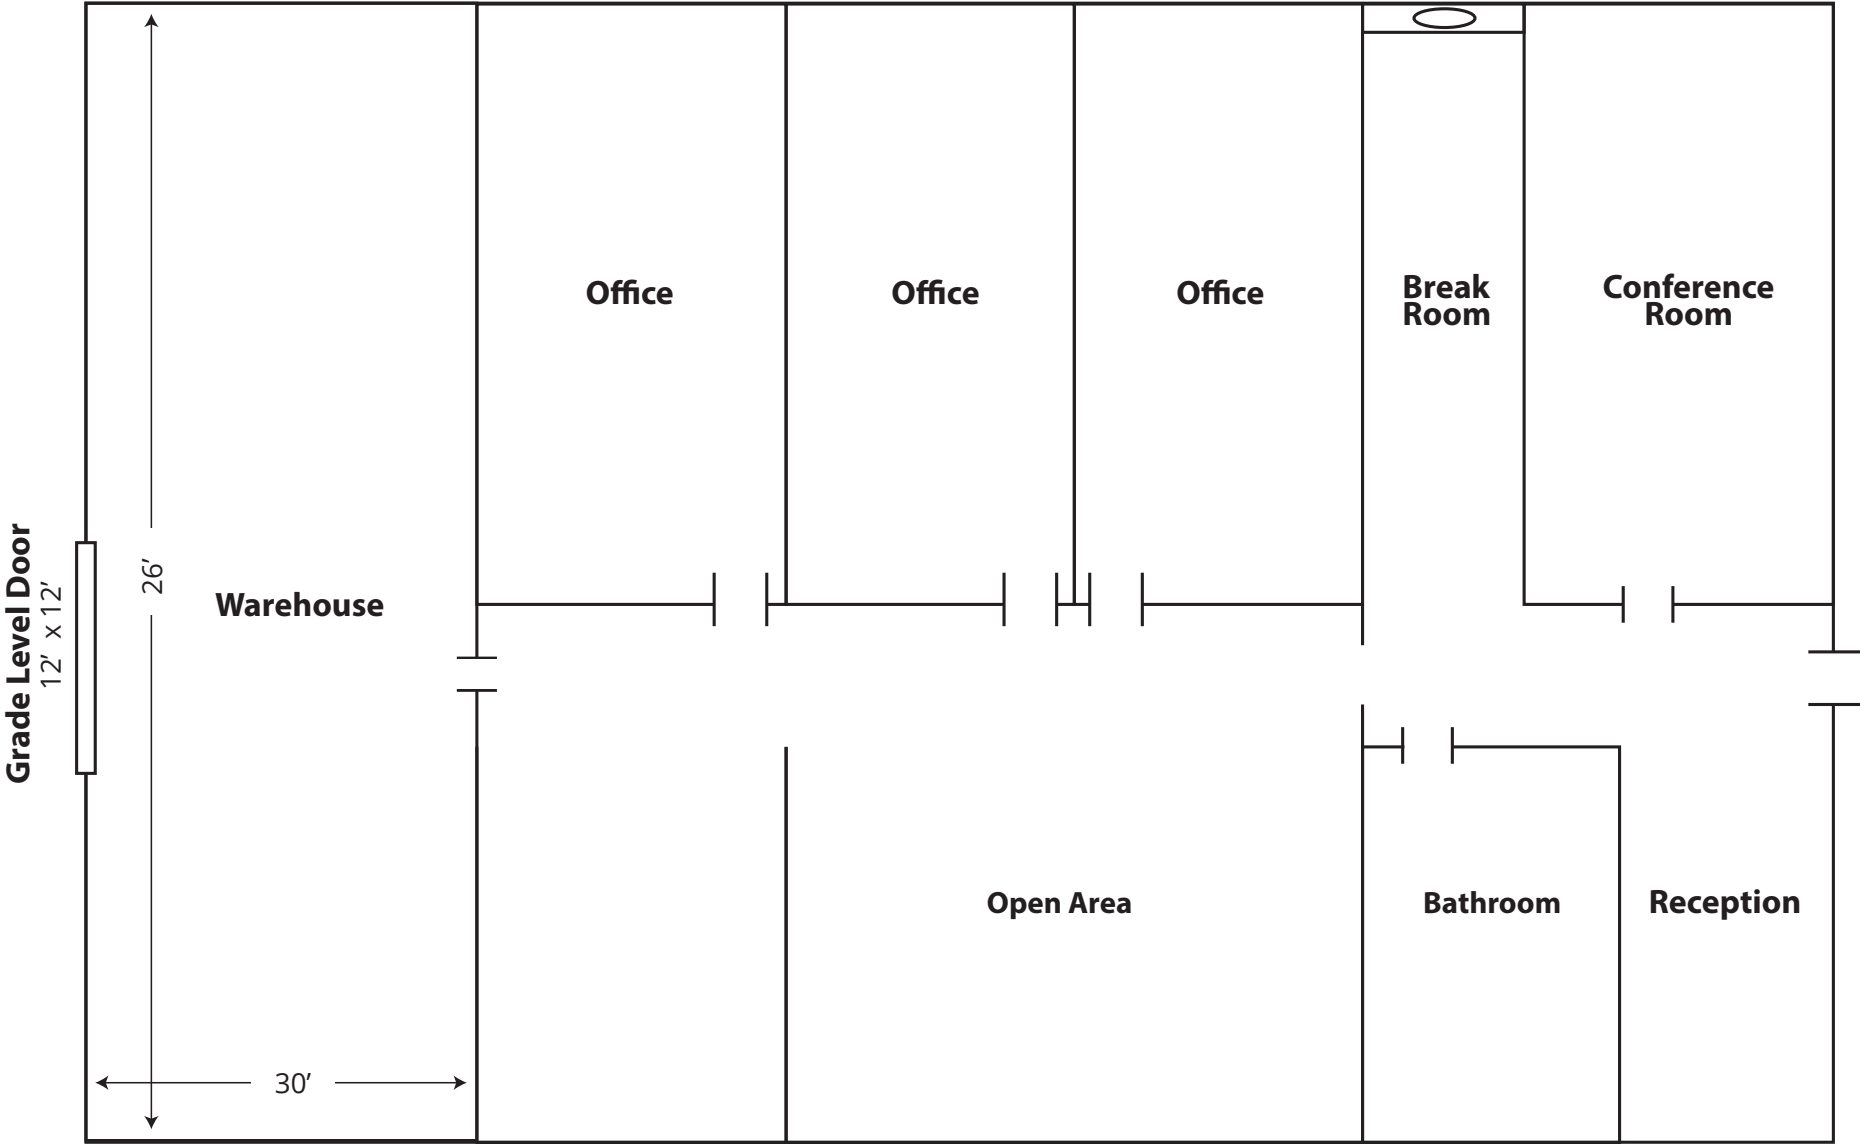 Office
Office
Office
Break
Room
Conference
Room
Grade Level Door
12’ x 12’
26’
Warehouse
Open Area
Bathroom
Reception
30’